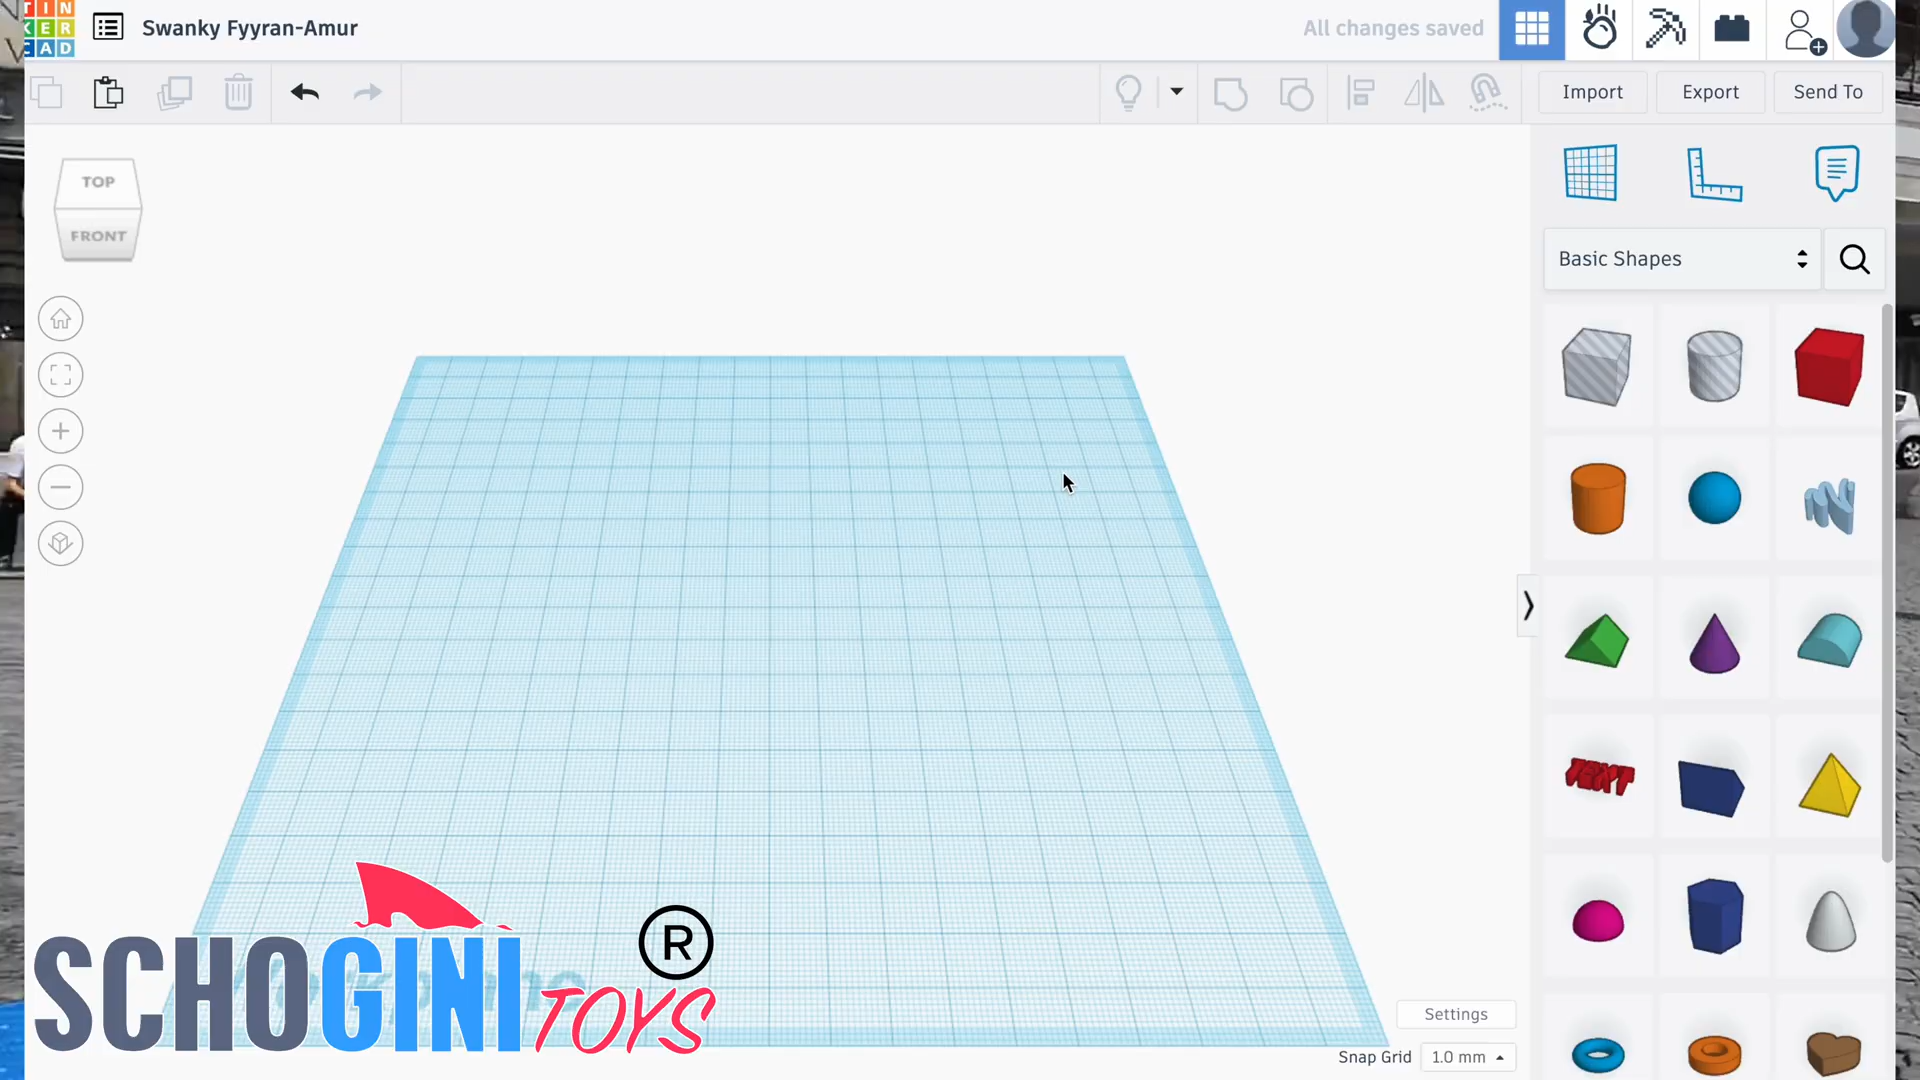 TIN
KER
CAD
Swanky Fyyran-Amur
All changes saved
Import
Export
Send To
TOP
FRONT
Basic Shapes
TEXT
SCHOGINI
TOYS
®
Settings
Snap Grid
1.0 mm